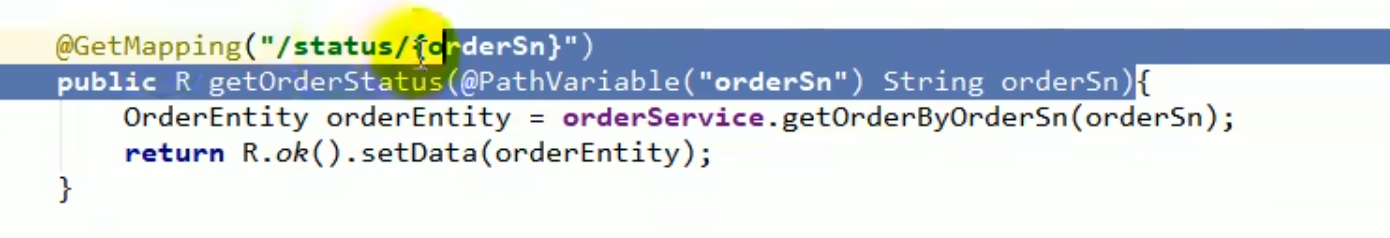 @GetMapping("/status/{orderSn}")
public R getOrderStatus(@PathVariable("orderSn") String orderSn){
OrderEntity orderEntity = orderService.getOrderByOrderSn(orderSn);
return R.ok().setData(orderEntity);
}